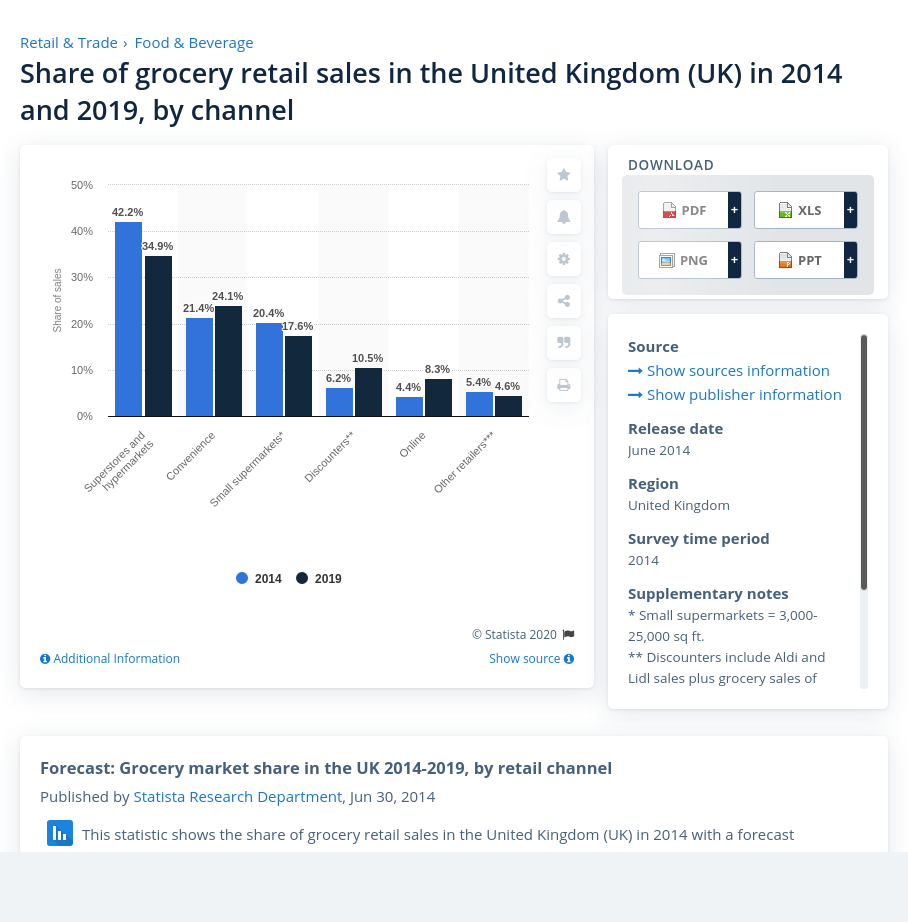 Retail & Trade › Food & Beverage
Share of grocery retail sales in the United Kingdom (UK) in 2014
and 2019, by channel
50%
40%
30%
20%
10%
0%
Share of sales
42.2%
34.9%
21.4%
24.1%
20.4%
17.6%
6.2%
10.5%
4.4%
8.3%
5.4%
4.6%
Superstores and
hypermarkets
Convenience
Small supermarkets*
Discounters**
Online
Other retailers***
2014
2019
© Statista 2020
Additional Information
Show source
DOWNLOAD
PDF +
XLS +
PNG +
PPT +
Source
Show sources information
Show publisher information
Release date
June 2014
Region
United Kingdom
Survey time period
2014
Supplementary notes
* Small supermarkets = 3,000-
25,000 sq ft.
** Discounters include Aldi and
Lidl sales plus grocery sales of
Forecast: Grocery market share in the UK 2014-2019, by retail channel
Published by Statista Research Department, Jun 30, 2014
This statistic shows the share of grocery retail sales in the United Kingdom (UK) in 2014 with a forecast